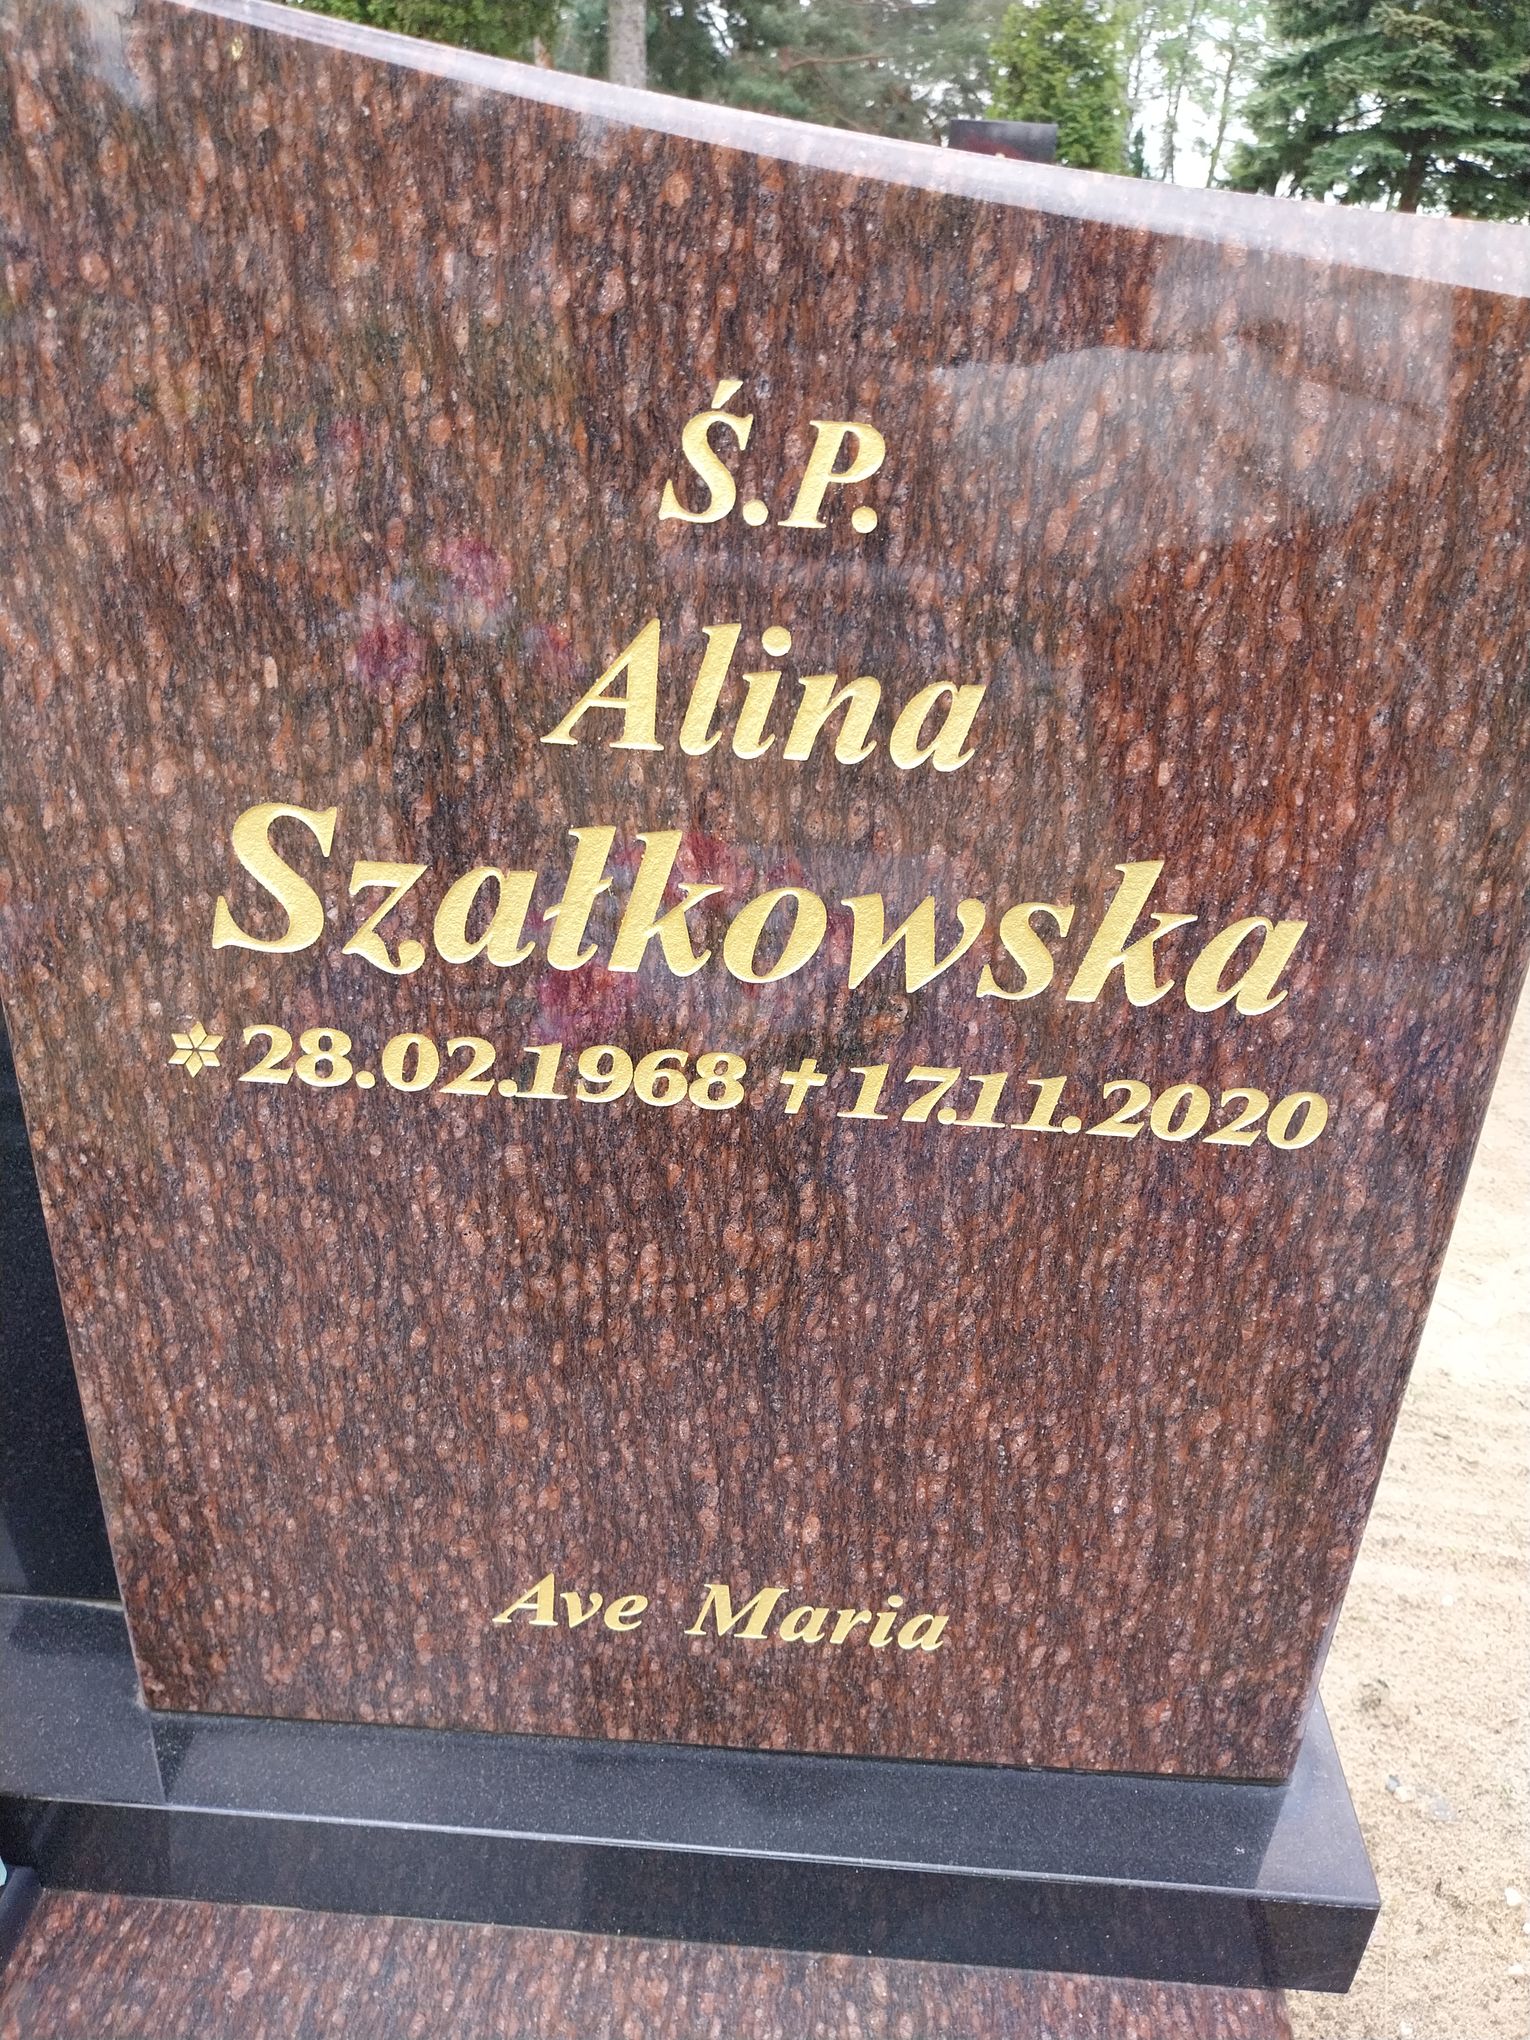 Ś.P.
Alina
Szałkowska
* 28.02.1968 ✝ 17.11.2020
Ave Maria